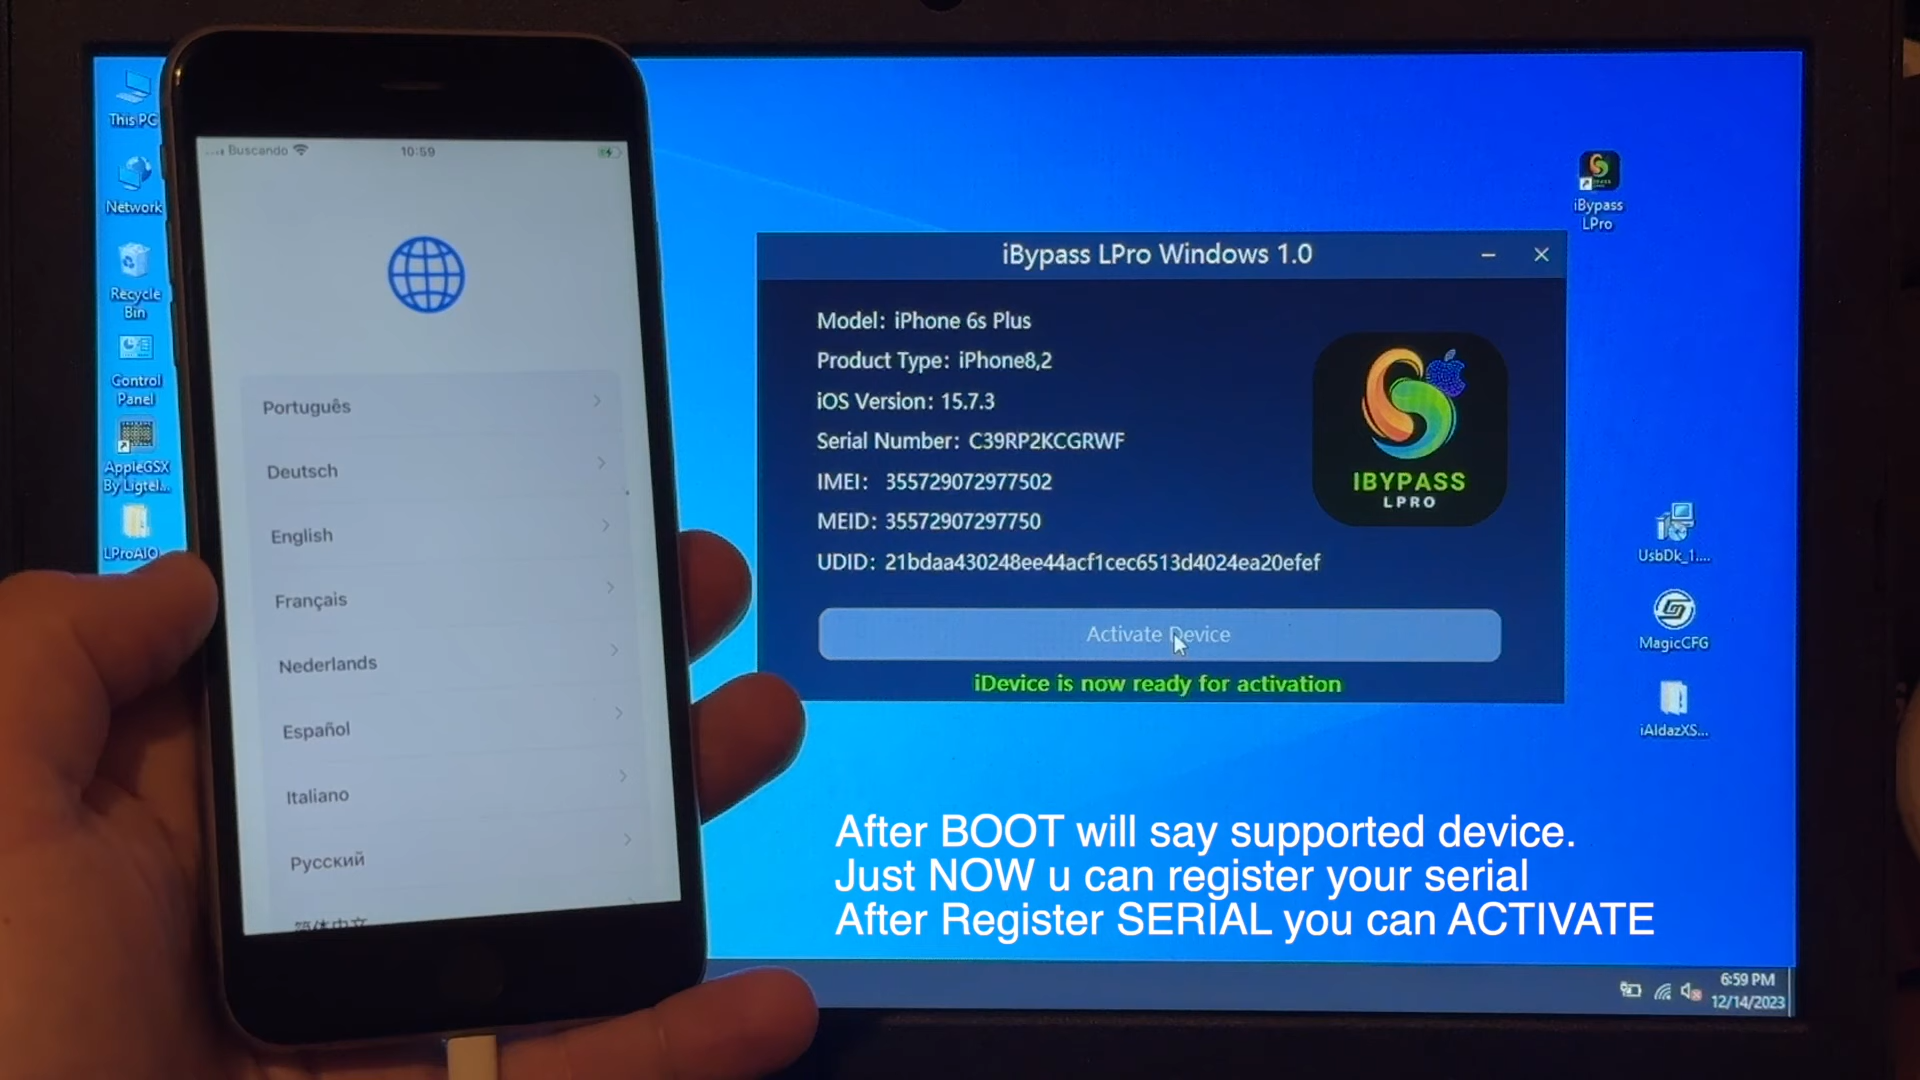 This PC
Network
Recycle
Bin
Control
Panel
AppleGSX
By Ligtel...
LProAIO
Buscando
10:59
Português
Deutsch
English
Français
Nederlands
Español
Italiano
Русский
简体中文
iBypass
LPro
iBypass LPro Windows 1.0
Model: iPhone 6s Plus
Product Type: iPhone8,2
iOS Version: 15.7.3
Serial Number: C39RP2KCGRWF
IMEI: 355729072977502
MEID: 35572907297750
UDID: 21bdaa430248ee44acf1cec6513d4024ea20efef
IBYPASS
LPRO
Activate Device
iDevice is now ready for activation
UsbDk_1....
MagicCFG
iAldazXS...
After BOOT will say supported device.
Just NOW u can register your serial
After Register SERIAL you can ACTIVATE
6:59 PM
12/14/2023